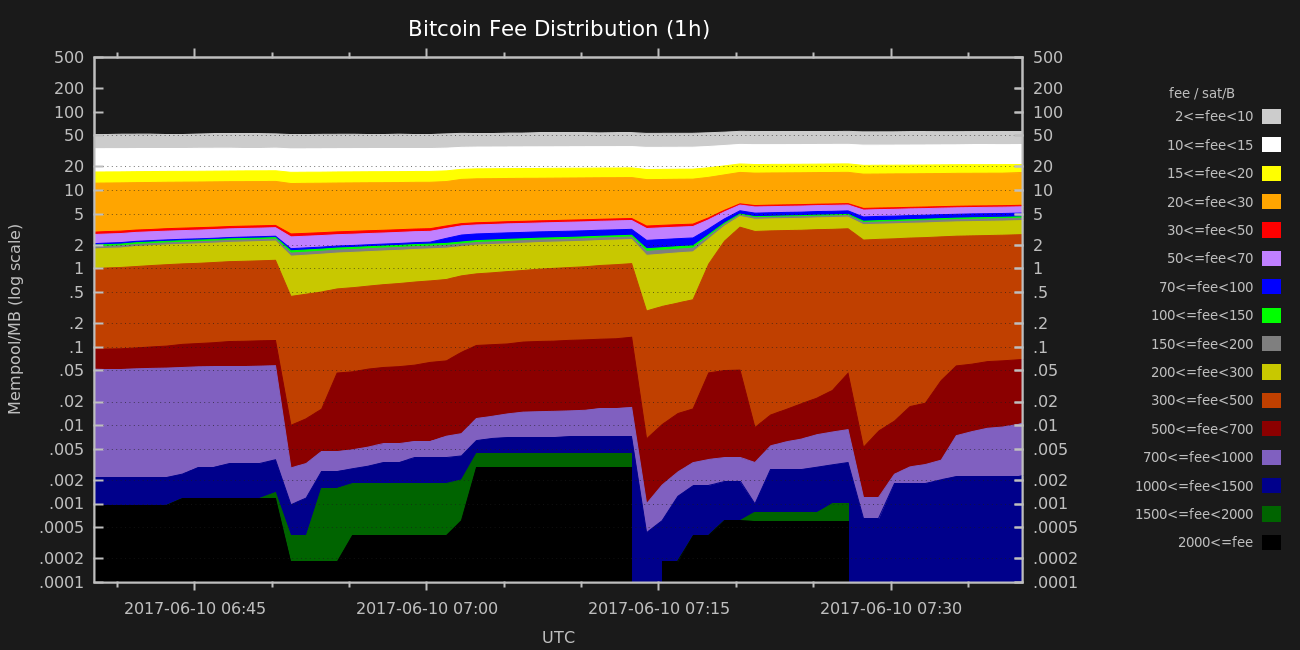 Bitcoin Fee Distribution (1h)
Mempool/MB (log scale)
500
200
100
50
20
10
5
2
1
.5
.2
.1
.05
.02
.01
.005
.002
.001
.0005
.0002
.0001
500
200
100
50
20
10
5
2
1
.5
.2
.1
.05
.02
.01
.005
.002
.001
.0005
.0002
.0001
2017-06-10 06:45 2017-06-10 07:00 2017-06-10 07:15 2017-06-10 07:30
UTC
fee / sat/B
2<=fee<10
10<=fee<15
15<=fee<20
20<=fee<30
30<=fee<50
50<=fee<70
70<=fee<100
100<=fee<150
150<=fee<200
200<=fee<300
300<=fee<500
500<=fee<700
700<=fee<1000
1000<=fee<1500
1500<=fee<2000
2000<=fee